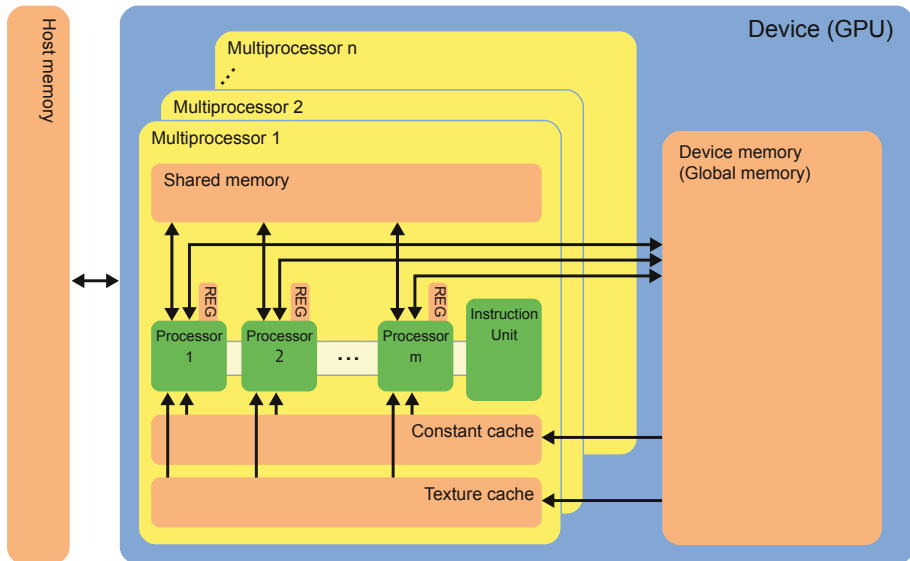 Host memory
Device (GPU)
Multiprocessor n
Multiprocessor 2
Multiprocessor 1
Shared memory
Device memory
(Global memory)
REG
REG
REG
Processor
1
Processor
2
...
Processor
m
Instruction
Unit
Constant cache
Texture cache